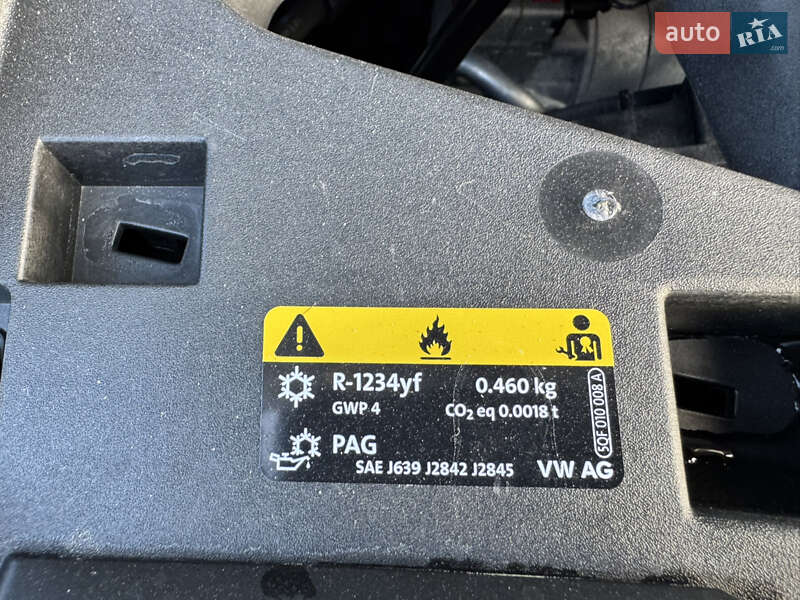 auto RIA
R-1234yf 0.460 kg
GWP 4 CO2 eq 0.0018 t
PAG
SAE J639 J2842 J2845 VW AG
5QF 010 008 A